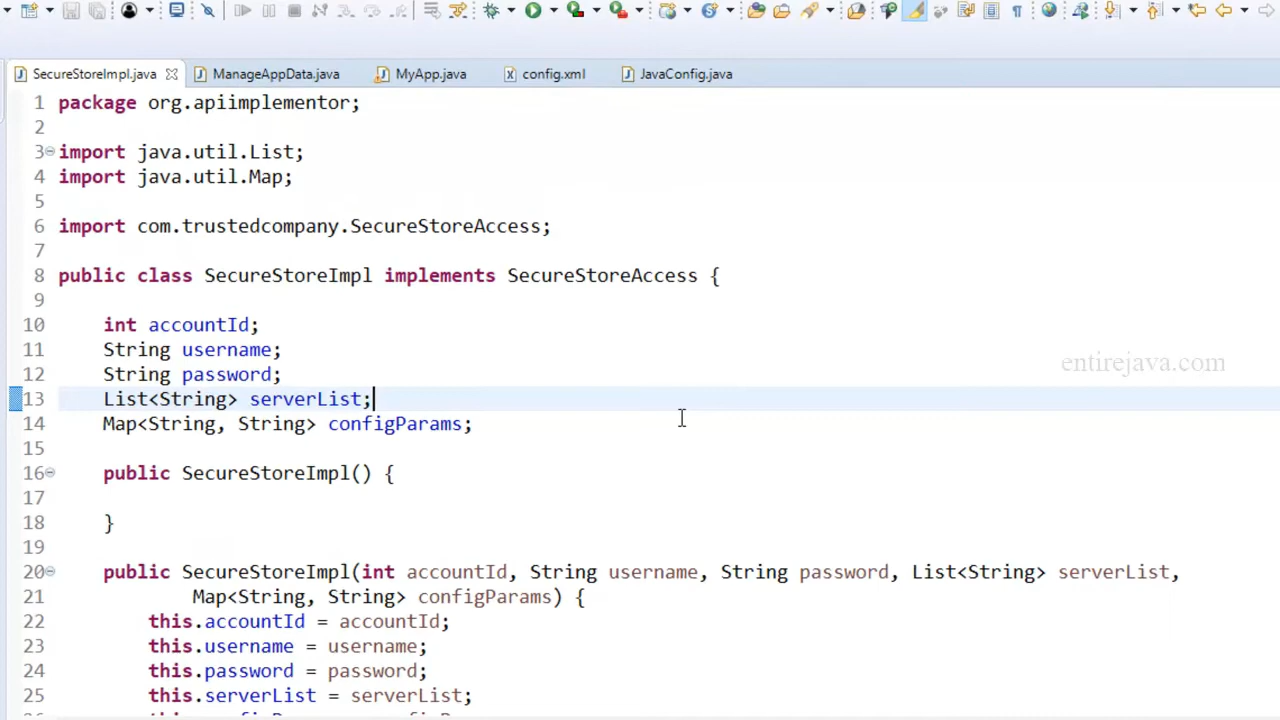 SecureStoreImpl.java ManageAppData.java MyApp.java config.xml JavaConfig.java
1 package org.apiimplementor;
2
3 import java.util.List;
4 import java.util.Map;
5
6 import com.trustedcompany.SecureStoreAccess;
7
8 public class SecureStoreImpl implements SecureStoreAccess {
9
10 int accountId;
11 String username;
entirejava.com
12 String password;
13 List<String> serverList;
14 Map<String, String> configParams;
15
16 public SecureStoreImpl() {
17
18 }
19
20 public SecureStoreImpl(int accountId, String username, String password, List<String> serverList,
21 Map<String, String> configParams) {
22 this.accountId = accountId;
23 this.username = username;
24 this.password = password;
25 this.serverList = serverList;